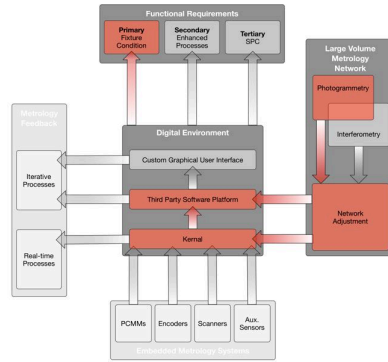 Functional Requirements
Primary
Fixture
Condition
Secondary
Enhanced
Processes
Tertiary
SPC
Large Volume
Metrology
Network
Photogrammetry
Interferometry
Network
Adjustment
Metrology
Feedback
Iterative
Processes
Real-time
Processes
Digital Environment
Custom Graphical User Interface
Third Party Software Platform
Kernal
PCMMs
Encoders
Scanners
Aux.
Sensors
Embedded Metrology Systems